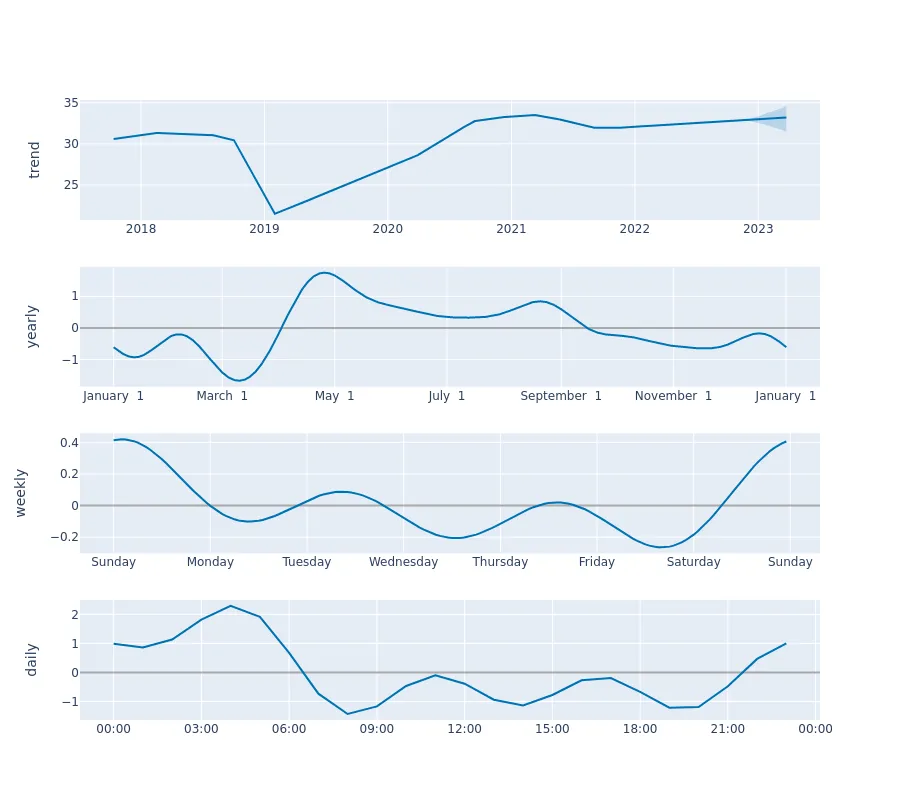 trend
35
30
25
2018 2019 2020 2021 2022 2023
yearly
1
0
−1
January 1 March 1 May 1 July 1 September 1 November 1 January 1
weekly
0.4
0.2
0
−0.2
Sunday Monday Tuesday Wednesday Thursday Friday Saturday Sunday
daily
2
1
0
−1
00:00 03:00 06:00 09:00 12:00 15:00 18:00 21:00 00:00